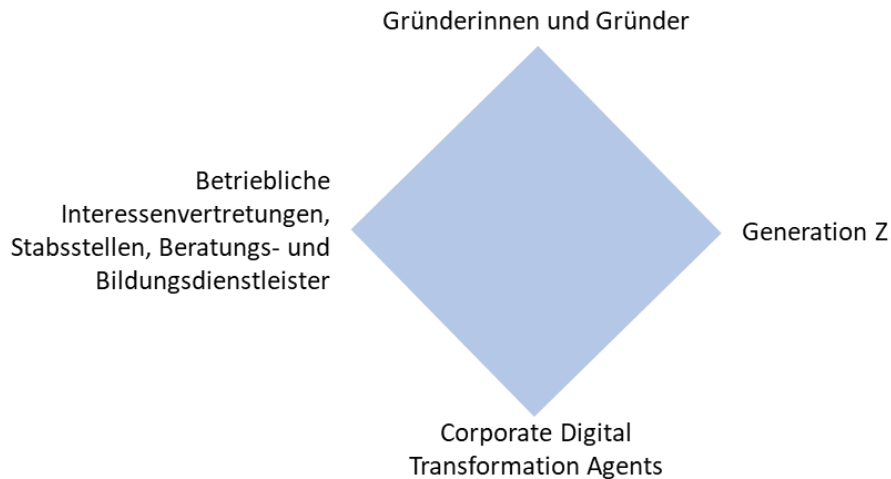 Gründerinnen und Gründer
Betriebliche
Interessenvertretungen,
Stabsstellen, Beratungs- und
Bildungsdienstleister
Generation Z
Corporate Digital
Transformation Agents